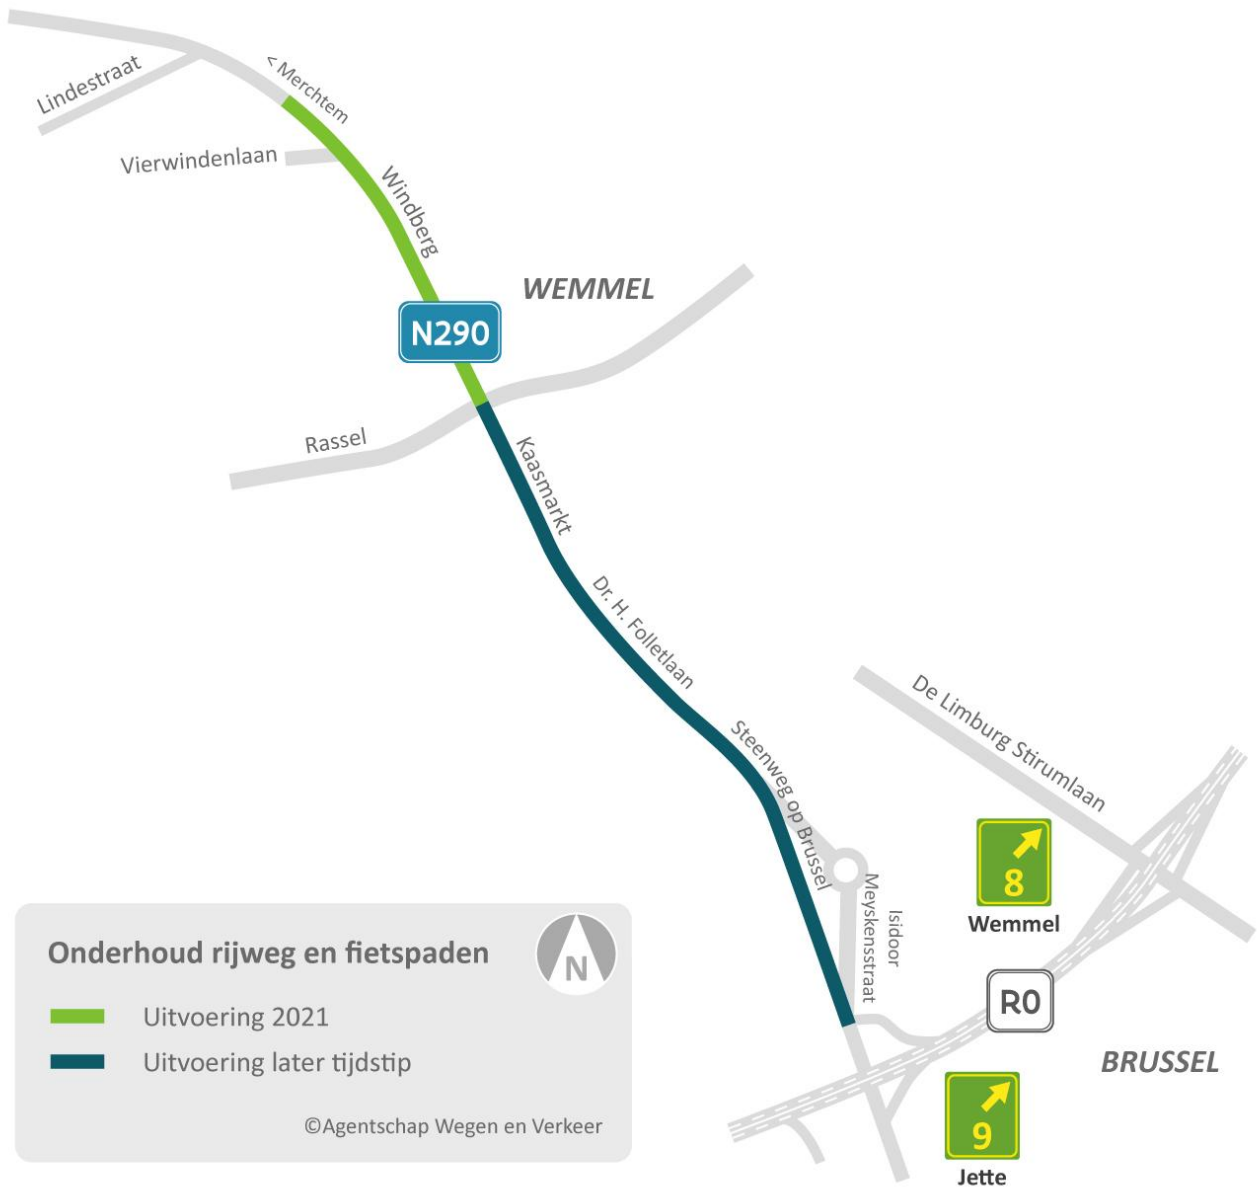 < Merchtem
Lindestraat
Vierwindenlaan
Windberg
WEMMEL
N290
Rassel
Kaasmarkt
Dr. H. Folletlaan
De Limburg Stirumlaan
Steenweg op Brussel
8
Wemmel
Isidoor
Meyskensstraat
R0
BRUSSEL
9
Jette
Onderhoud rijweg en fietspaden
N
Uitvoering 2021
Uitvoering later tijdstip
©Agentschap Wegen en Verkeer